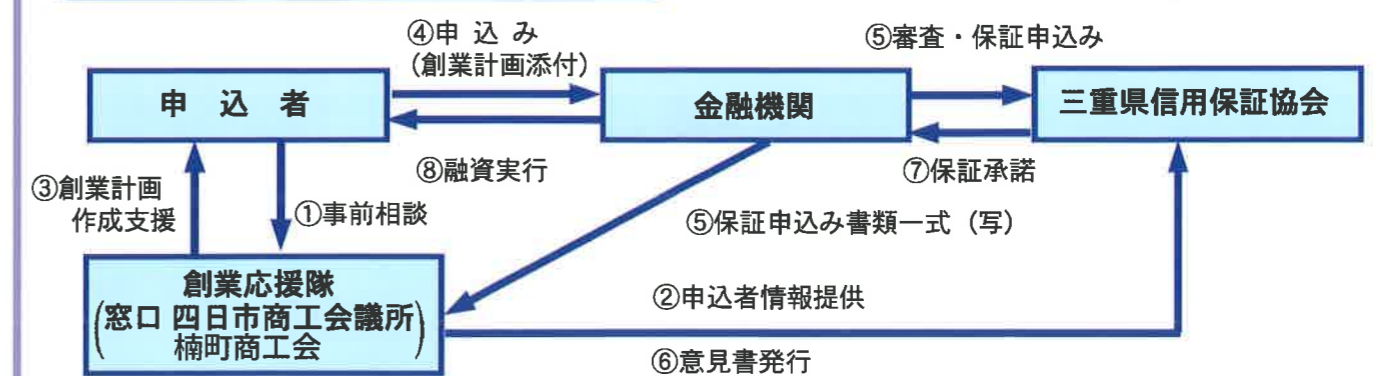 ④申 込 み
（創業計画添付）
⑤審査・保証申込み
申 込 者
金融機関
三重県信用保証協会
⑧融資実行
⑦保証承諾
③創業計画
作成支援
①事前相談
⑤保証申込み書類一式（写）
創業応援隊
（窓口 四日市商工会議所
楠町商工会）
②申込者情報提供
⑥意見書発行